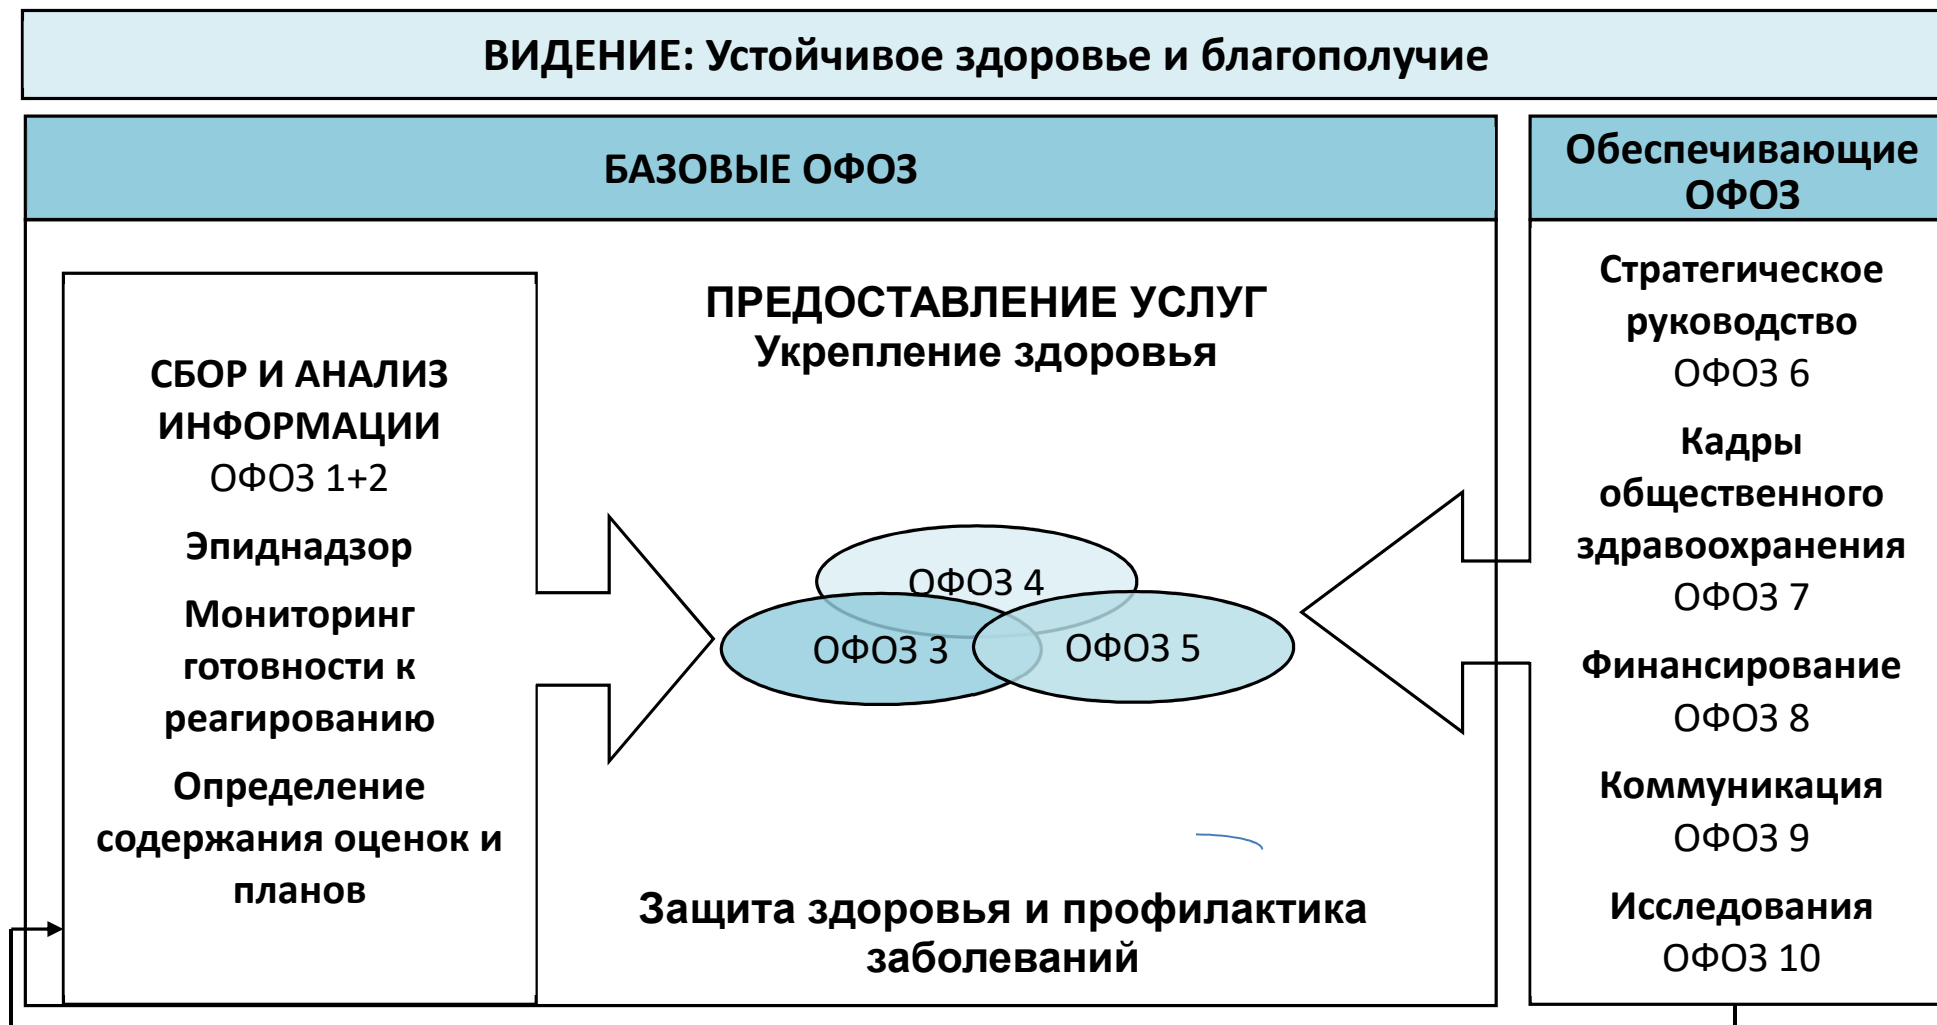 ВИДЕНИЕ: Устойчивое здоровье и благополучие
БАЗОВЫЕ ОФОЗ
СБОР И АНАЛИЗ
ИНФОРМАЦИИ
ОФОЗ 1+2
Эпиднадзор
Мониторинг
готовности к
реагированию
Определение
содержания оценок и
планов
ПРЕДОСТАВЛЕНИЕ УСЛУГ
Укрепление здоровья
ОФОЗ 4
ОФОЗ 3
ОФОЗ 5
Защита здоровья и профилактика
заболеваний
Обеспечивающие
ОФОЗ
Стратегическое
руководство
ОФОЗ 6
Кадры
общественного
здравоохранения
ОФОЗ 7
Финансирование
ОФОЗ 8
Коммуникация
ОФОЗ 9
Исследования
ОФОЗ 10